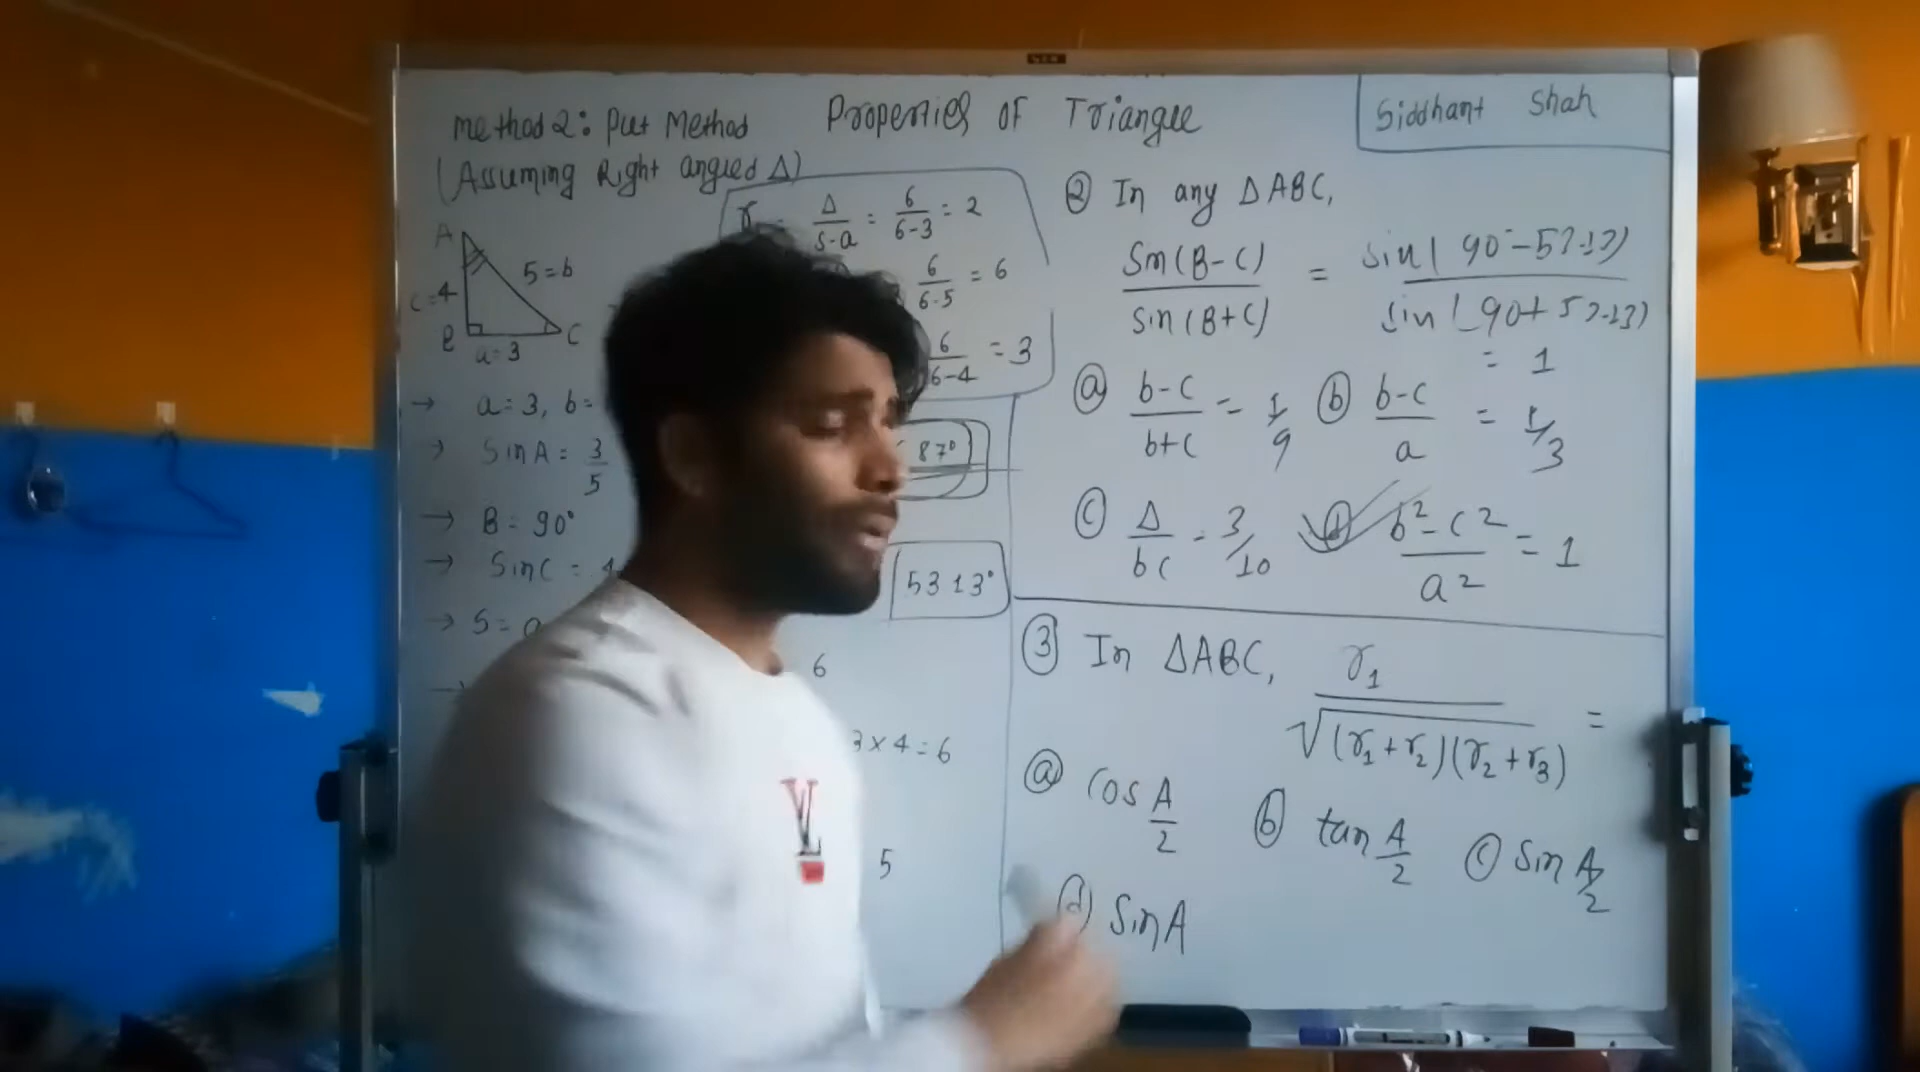 method 2: Put Method
(Assuming Right angled Δ)
Properties of Triangle
Siddhant Shah
A
c=4
5=b
B
a=3
C
Δ/(s-a) = 6/(6-3) = 2
6/(6-5) = 6
6/(6-4) = 3
→ a=3, b=
→ Sin A = 3/5
87°
→ B = 90°
→ Sin C = 4
53 13°
→ S =
6
3 x 4 = 6
5
② In any Δ ABC,
Sin(B-C)/Sin(B+C) = sin(90°-53.13)/sin(90+53.13)
= 1
ⓐ (b-c)/(b+c) = 1/9 ⓑ (b-c)/a = 1/3
ⓒ Δ/bc = 3/10 ⓓ (b²-c²)/a² = 1
③ In ΔABC, r₁/√((r₁+r₂)(r₂+r₃)) =
ⓐ Cos A/2 ⓑ tan A/2 ⓒ Sin A/2
ⓓ Sin A
VL